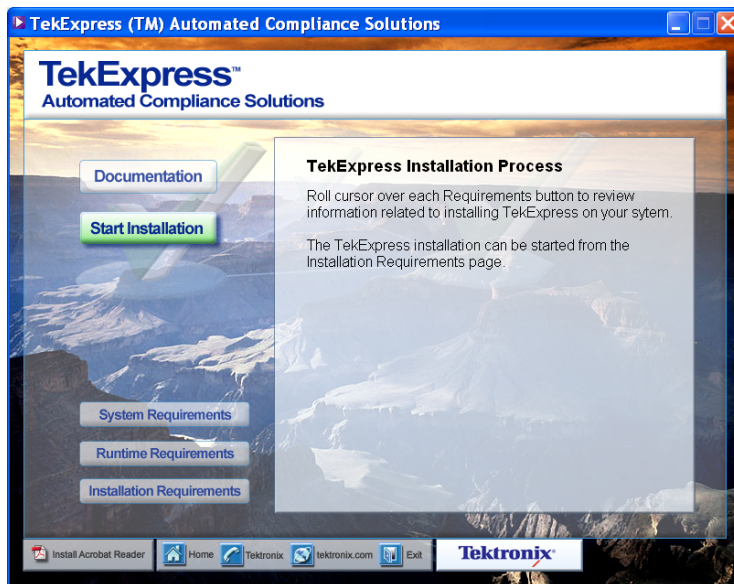 TekExpress (TM) Automated Compliance Solutions
TekExpress™
Automated Compliance Solutions
Documentation
Start Installation
TekExpress Installation Process
Roll cursor over each Requirements button to review
information related to installing TekExpress on your sytem.
The TekExpress installation can be started from the
Installation Requirements page.
System Requirements
Runtime Requirements
Installation Requirements
Install Acrobat Reader
Home
Tektronix
tektronix.com
Exit
Tektronix